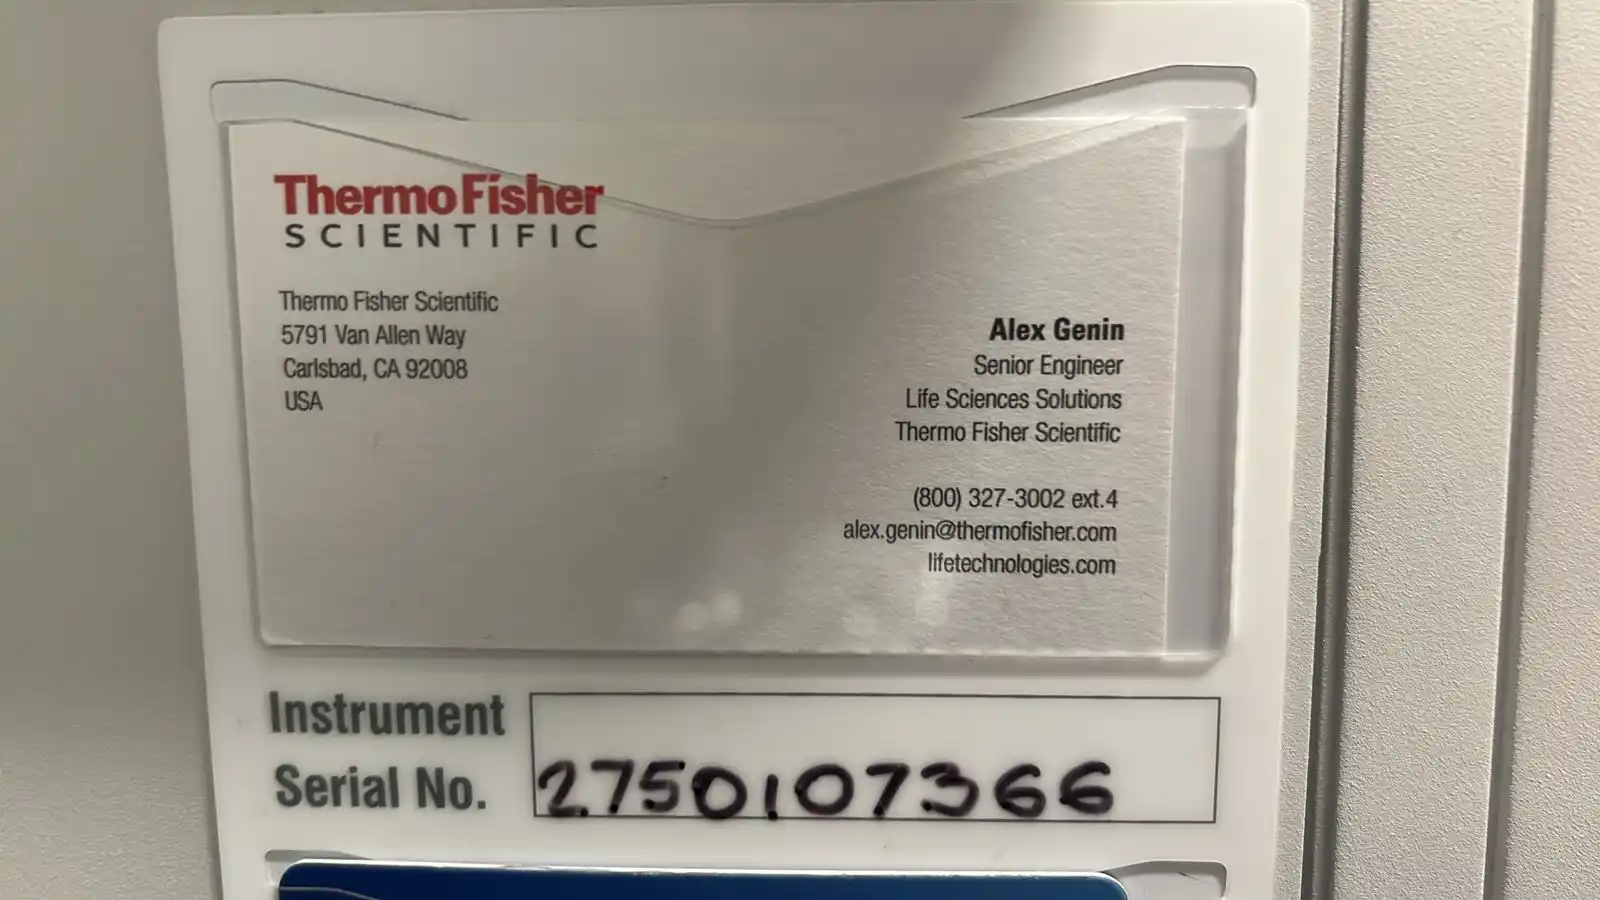 ThermoFisher
SCIENTIFIC
Thermo Fisher Scientific
5791 Van Allen Way
Carlsbad, CA 92008
USA
Alex Genin
Senior Engineer
Life Sciences Solutions
Thermo Fisher Scientific
(800) 327-3002 ext.4
alex.genin@thermofisher.com
lifetechnologies.com
Instrument
Serial No.
2750107366